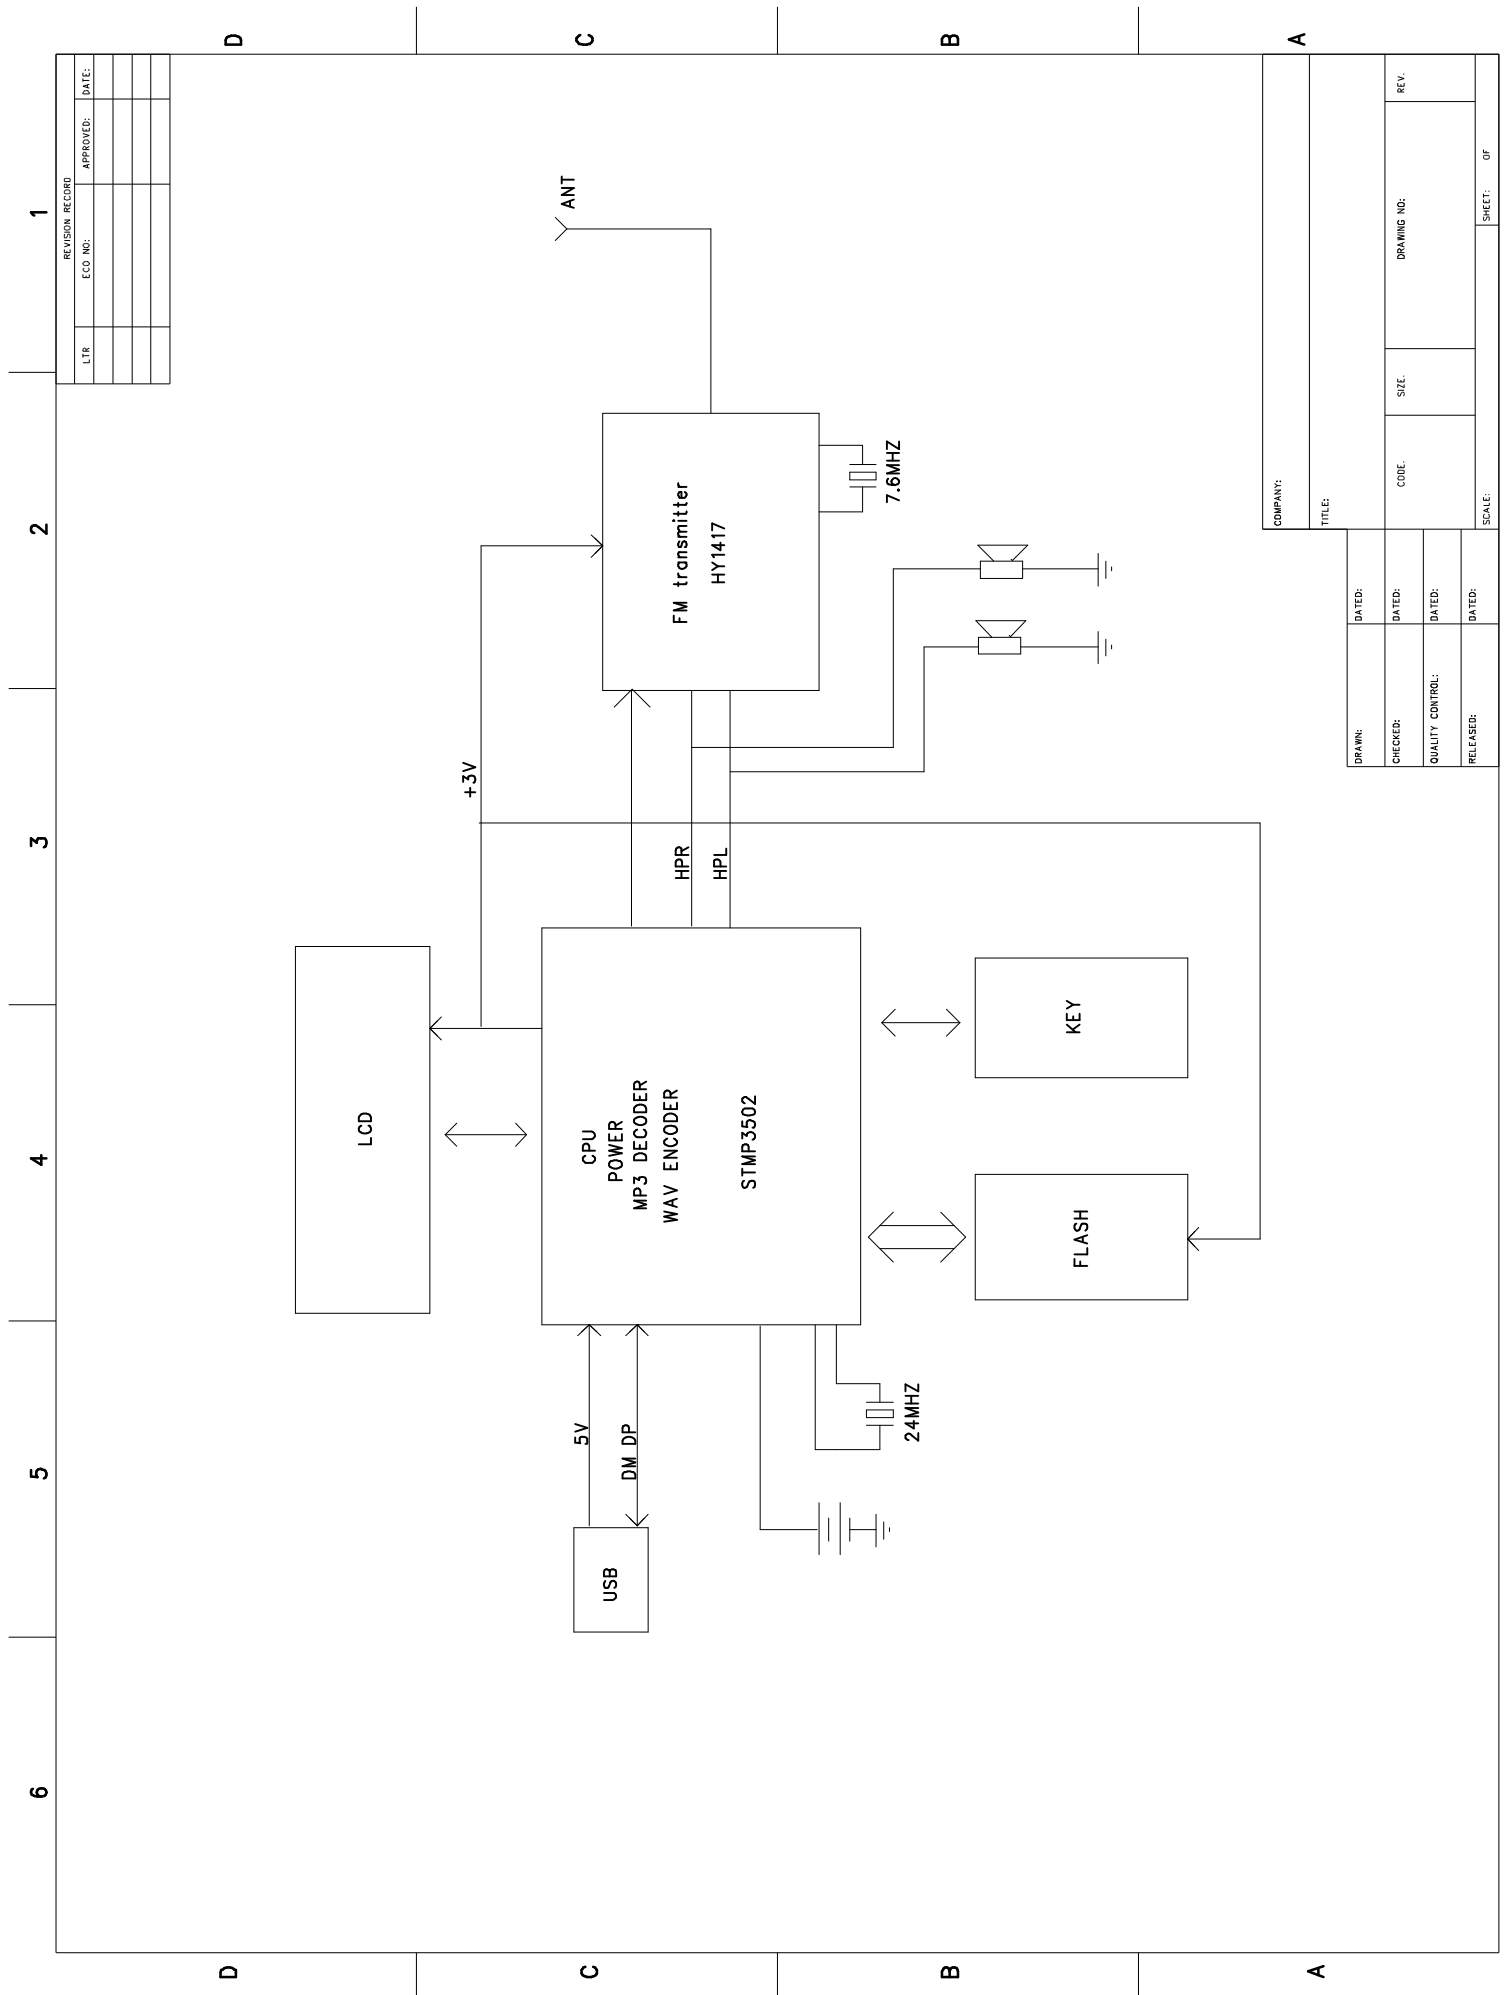 6
5
4
3
2
1
D
D
REVISION RECORD
LTR
ECO NO:
APPROVED:
DATE:
LCD
+3V
ANT
C
C
5V
USB
DM DP
CPU
POWER
MP3 DECODER
WAV ENCODER
STMP3502
HPR
HPL
FM transmitter
HY1417
7.6MHZ
24MHZ
B
B
FLASH
KEY
A
A
COMPANY:
TITLE:
DRAWN:
DATED:
CHECKED:
DATED:
CODE:
SIZE:
DRAWING NO:
REV:
QUALITY CONTROL:
DATED:
RELEASED:
DATED:
SCALE:
SHEET: OF